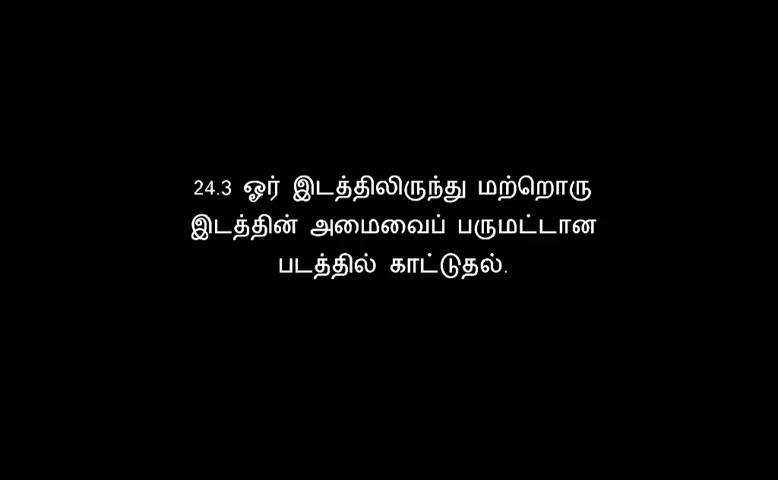 24.3 ஓர் இடத்திலிருந்து மற்றொரு
இடத்தின் அமைவைப் பருமட்டான
படத்தில் காட்டுதல்.